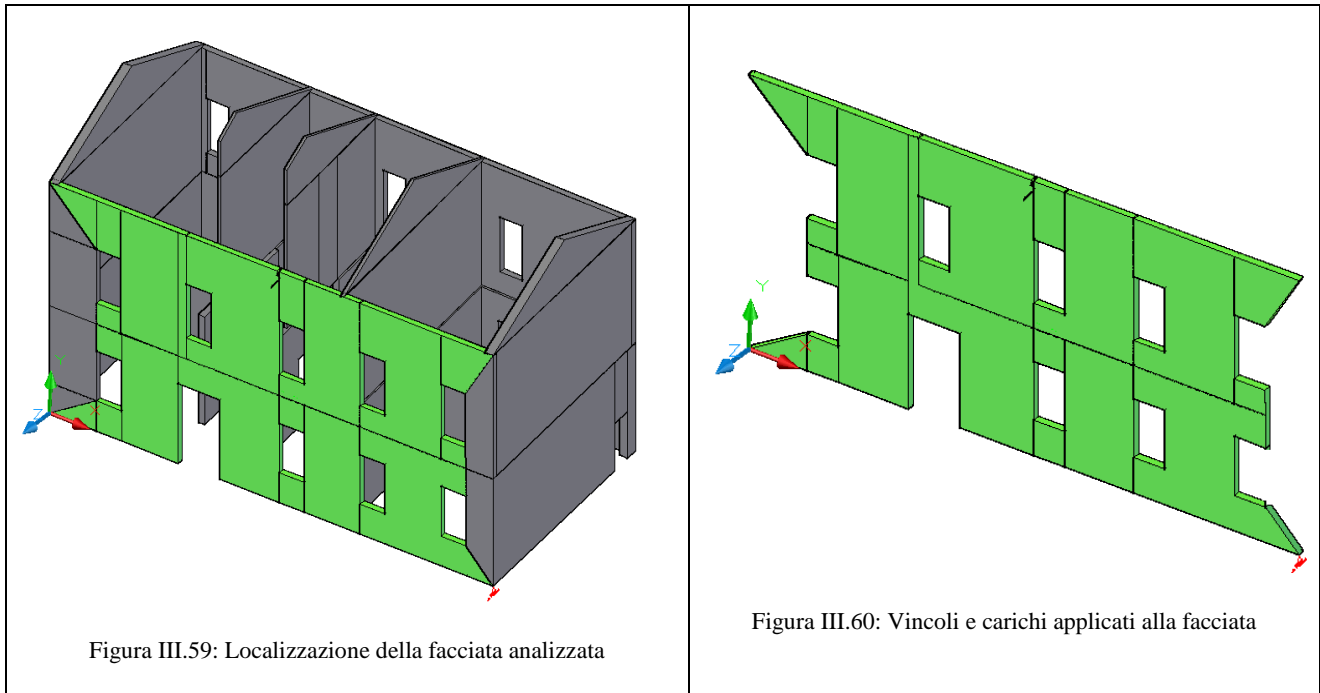 Y
Z
X
Figura III.59: Localizzazione della facciata analizzata
Y
Z
X
Figura III.60: Vincoli e carichi applicati alla facciata